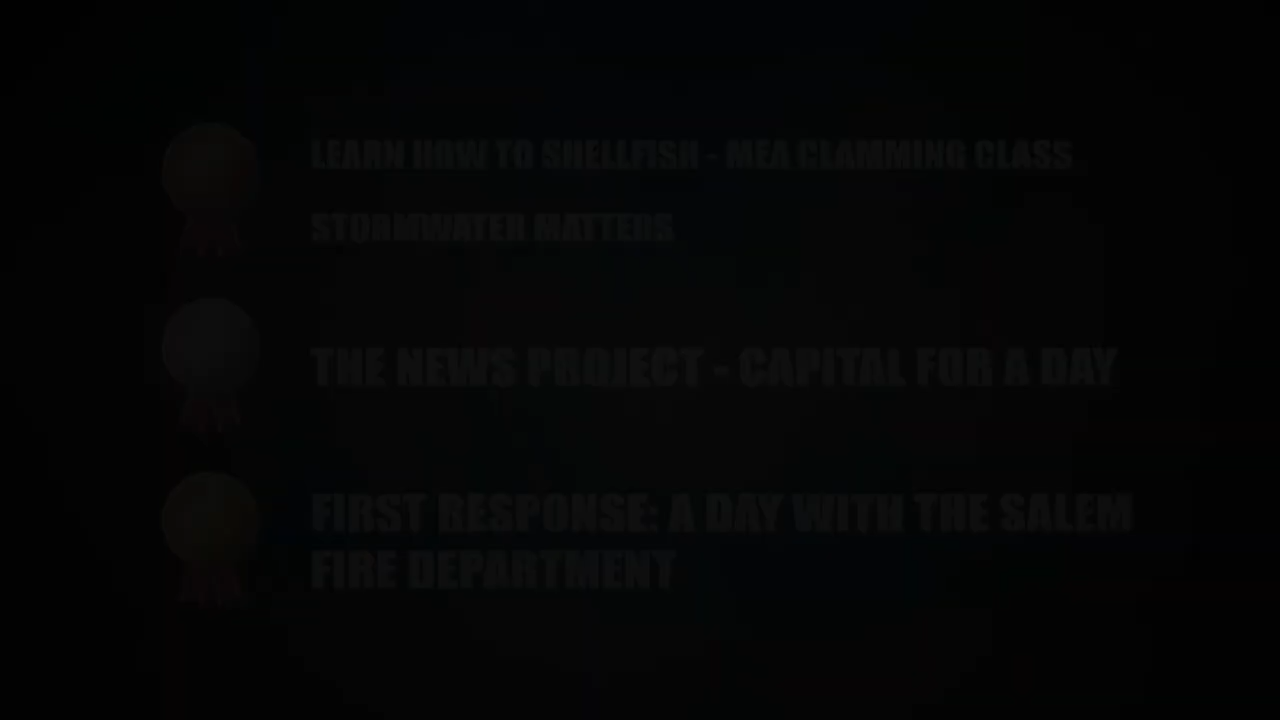 LEARN HOW TO SHELLFISH - MEA CLAMMING CLASS
STORMWATER MATTERS
THE NEWS PROJECT - CAPITAL FOR A DAY
FIRST RESPONSE: A DAY WITH THE SALEM
FIRE DEPARTMENT